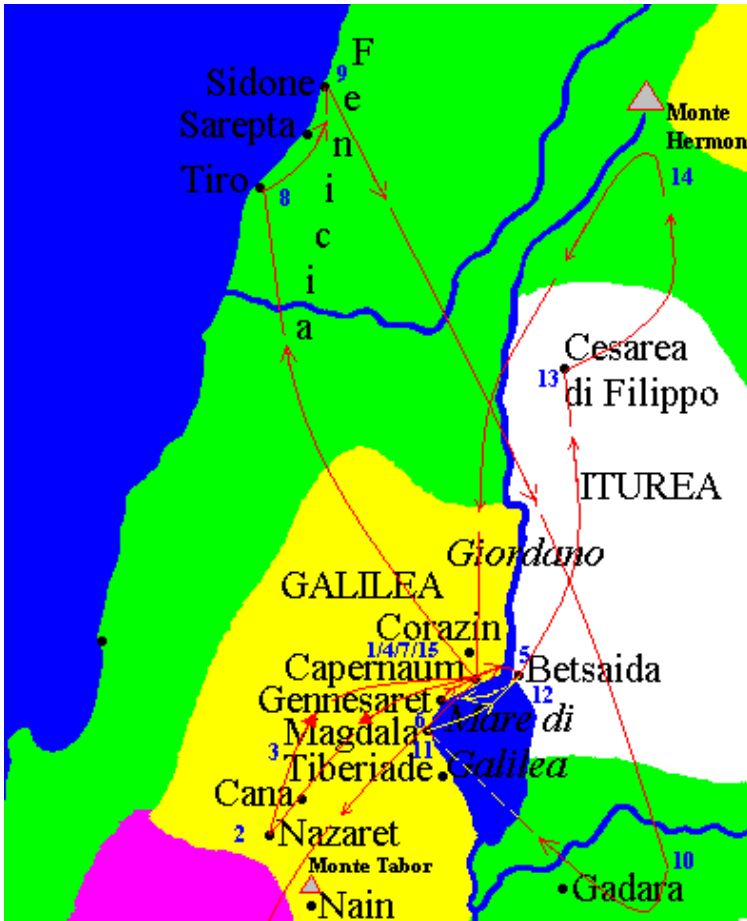 Sidone
9
F
e
n
i
c
i
a
Sarepta
Tiro
8
Monte
Hermon
14
Cesarea
di Filippo
13
ITUREA
Giordano
GALILEA
Corazin
1/4/7/15
Capernaum
5
Betsaida
12
Gennesaret
6
Mare di
Galilea
Magdala
11
3
Tiberiade
Cana
2
Nazaret
Monte Tabor
Nain
10
Gadara